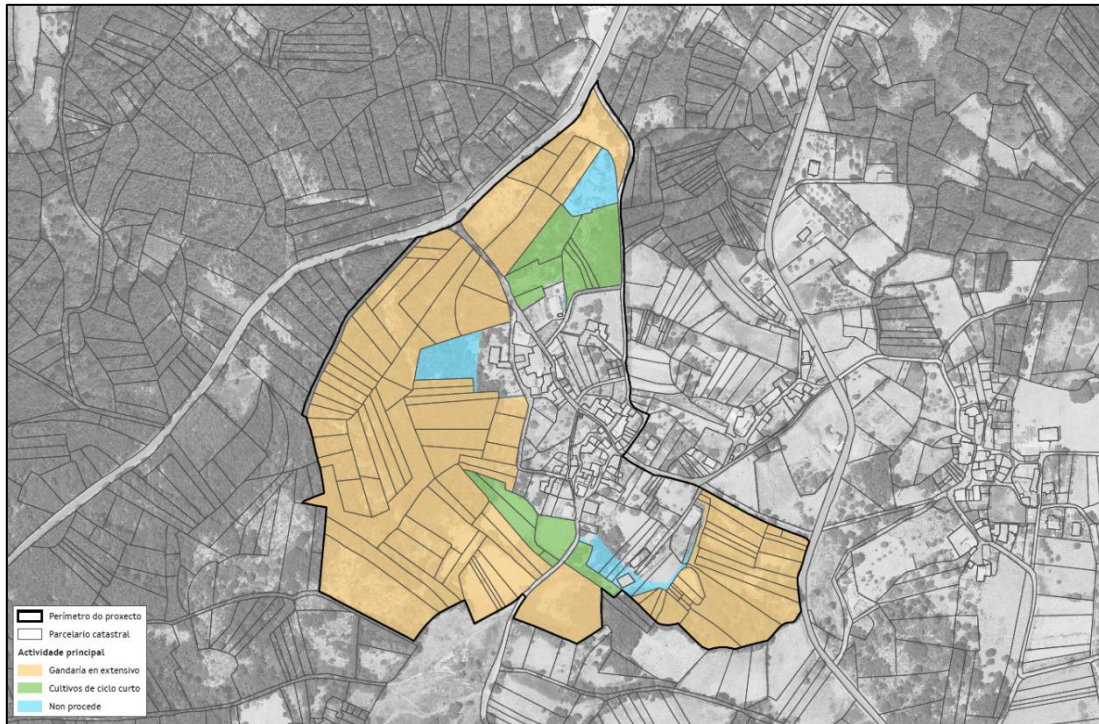 Perímetro do proxecto
Parcelario catastral
Actividade principal
Gandaría en extensivo
Cultivos de ciclo curto
Non procede